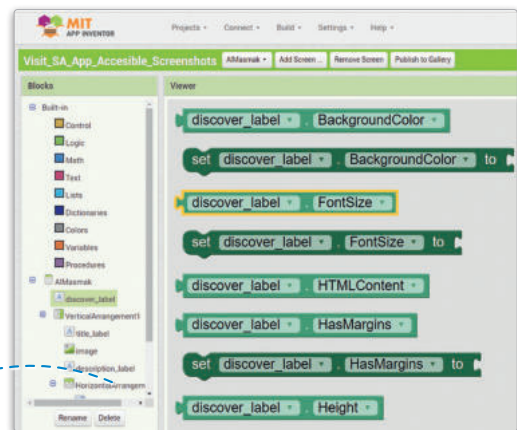 MIT
APP INVENTOR
Projects Connect Build Settings Help
Visit_SA_App_Accesible_Screenshots AlMasmak Add Screen ... Remove Screen Publish to Gallery
Blocks
Viewer
Built-in
Control
Logic
Math
Text
Lists
Dictionaries
Colors
Variables
Procedures
AlMasmak
discover_label
VerticalArrangement1
title_label
image
description_label
HorizontalArrangem
Rename Delete
discover_label . BackgroundColor
set discover_label . BackgroundColor to
discover_label . FontSize
set discover_label . FontSize to
discover_label . HTMLContent
discover_label . HasMargins
set discover_label . HasMargins to
discover_label . Height